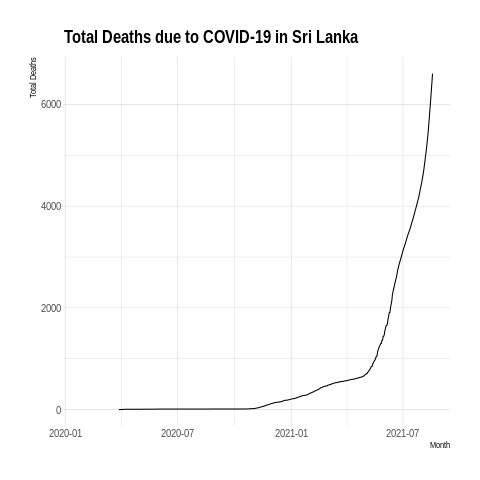 Total Deaths due to COVID-19 in Sri Lanka
Total Deaths
6000
4000
2000
0
2020-01 2020-07 2021-01 2021-07
Month